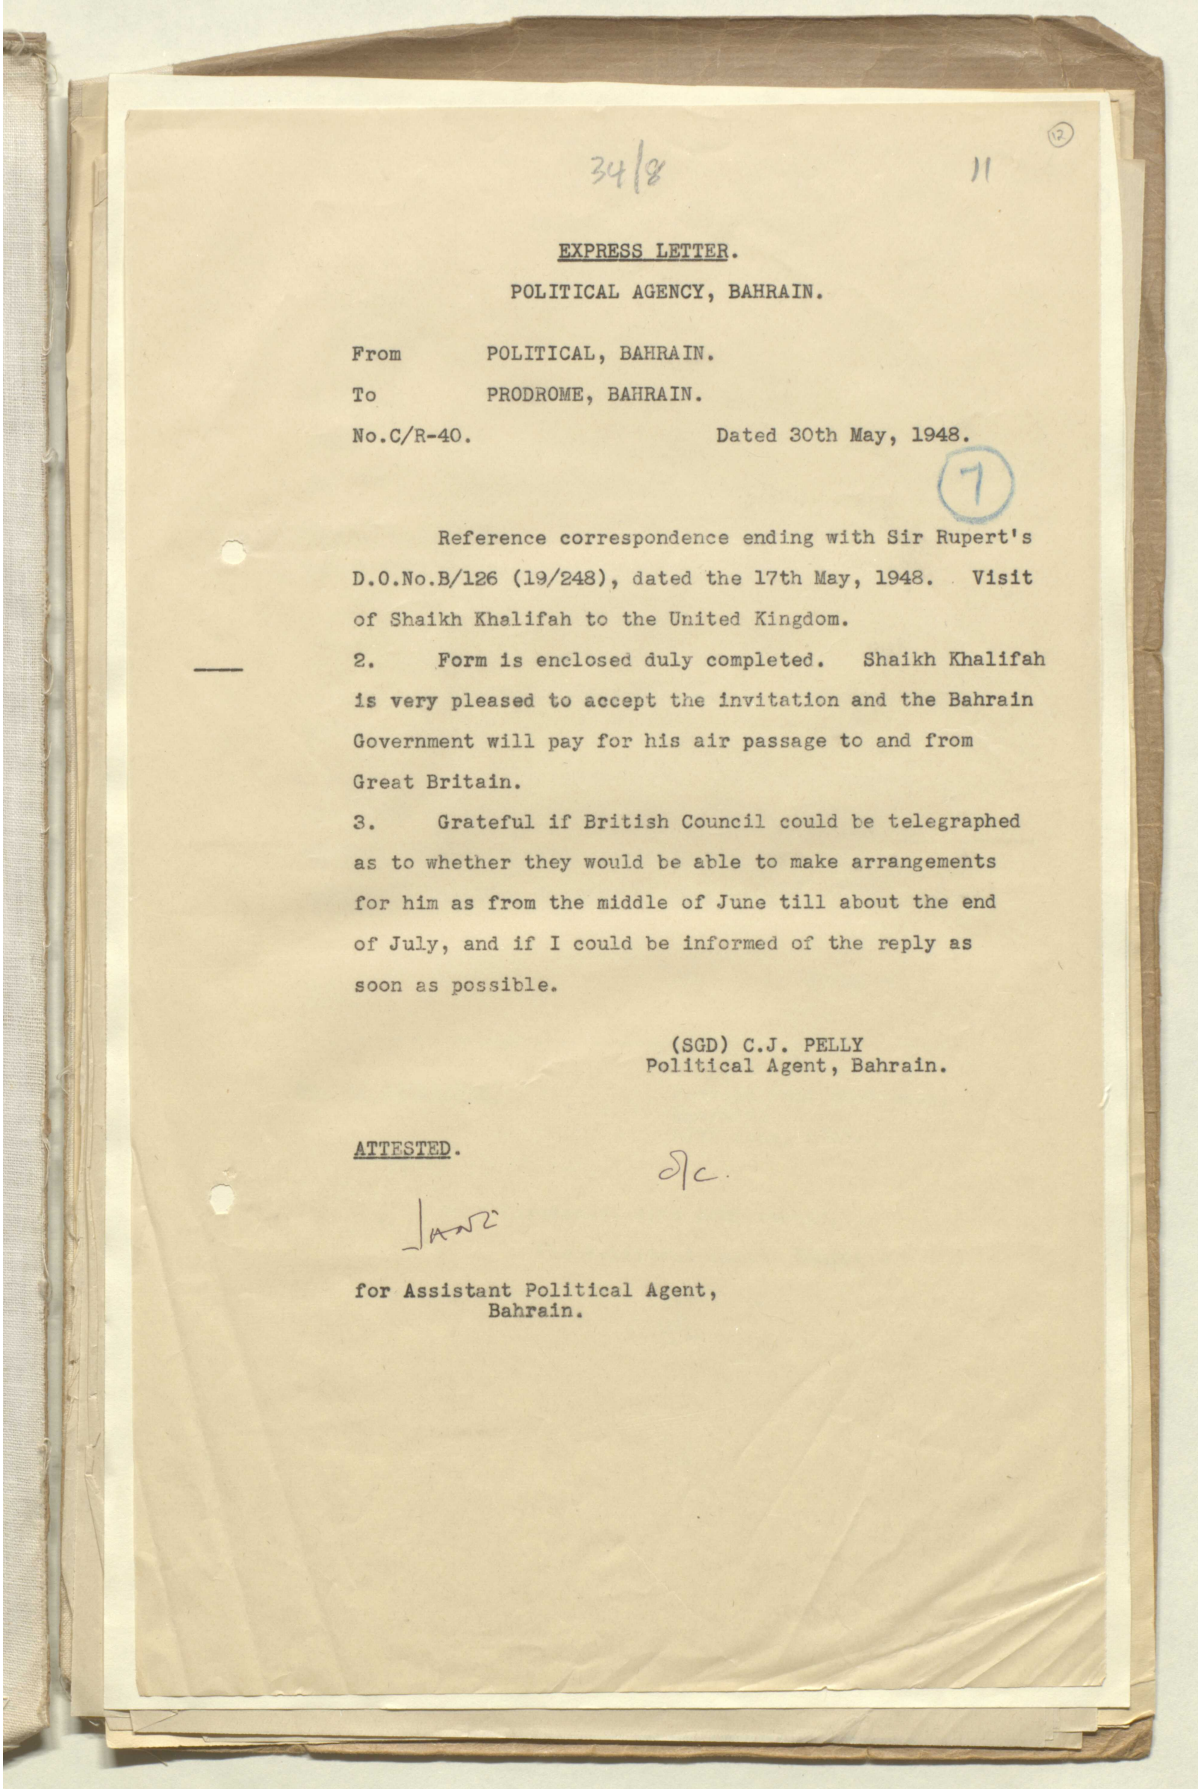 12
34/8
11
EXPRESS LETTER.
POLITICAL AGENCY, BAHRAIN.
From POLITICAL, BAHRAIN.
To PRODROME, BAHRAIN.
No.C/R-40. Dated 30th May, 1948.
7
Reference correspondence ending with Sir Rupert's
D.O.No.B/126 (19/248), dated the 17th May, 1948. Visit
of Shaikh Khalifah to the United Kingdom.
2. Form is enclosed duly completed. Shaikh Khalifah
is very pleased to accept the invitation and the Bahrain
Government will pay for his air passage to and from
Great Britain.
3. Grateful if British Council could be telegraphed
as to whether they would be able to make arrangements
for him as from the middle of June till about the end
of July, and if I could be informed of the reply as
soon as possible.
(SGD) C.J. PELLY
Political Agent, Bahrain.
ATTESTED.
o/c.
for Assistant Political Agent,
Bahrain.